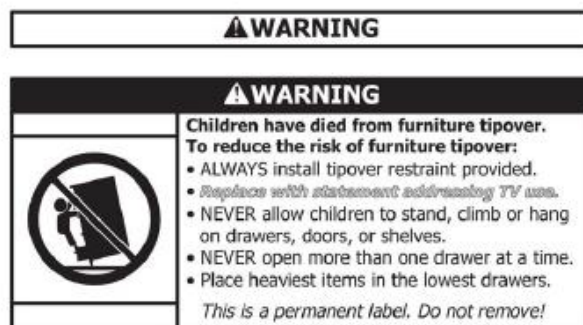 ⚠WARNING
⚠WARNING
Children have died from furniture tipover.
To reduce the risk of furniture tipover:
• ALWAYS install tipover restraint provided.
• Replace with statement addressing TV use.
• NEVER allow children to stand, climb or hang
on drawers, doors, or shelves.
• NEVER open more than one drawer at a time.
• Place heaviest items in the lowest drawers.
This is a permanent label. Do not remove!